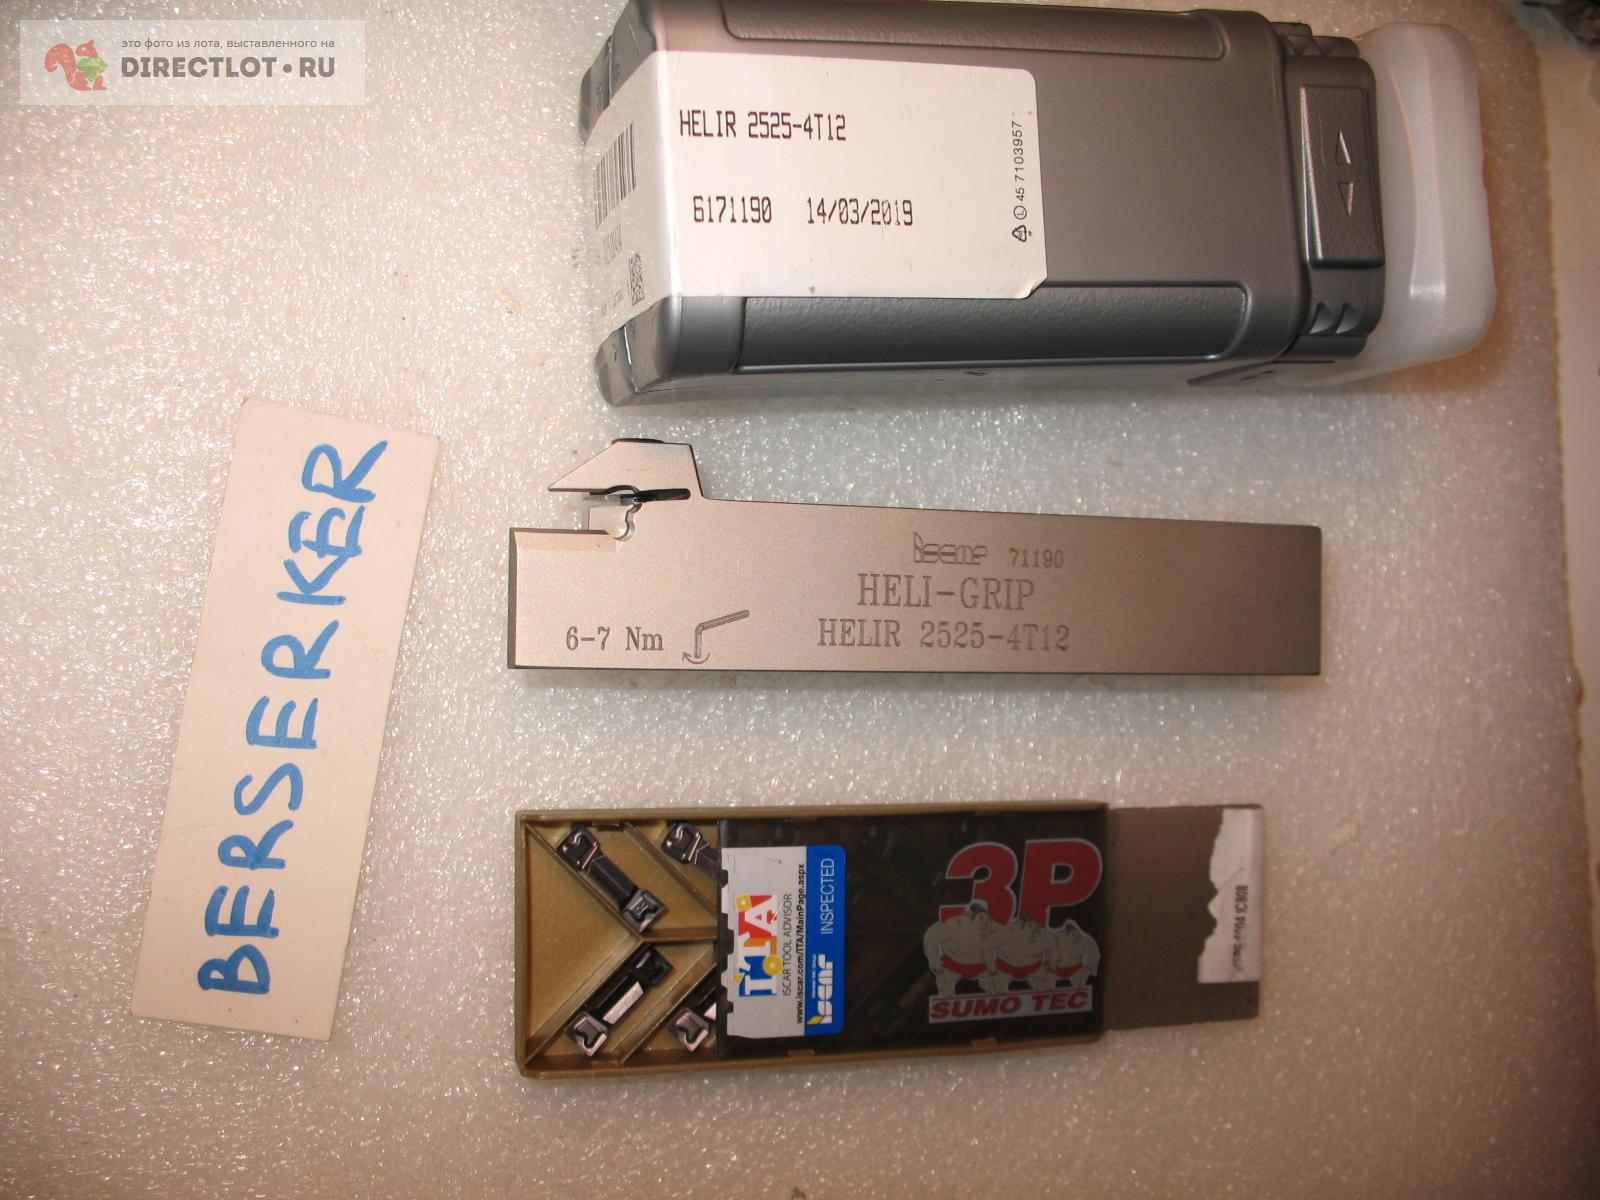 это фото из лота, выставленного на
DIRECTLOT.RU
HELIR 2525-4T12
6171190 14/03/2019
45 7103957
BERSERKER
iscar 71190
HELI-GRIP
HELIR 2525-4T12
6-7 Nm
iTA
ISCAR TOOL ADVISOR
www.iscar.com/ITA/MainPage.aspx
iscar INSPECTED
3P
SUMO TEC
IC808